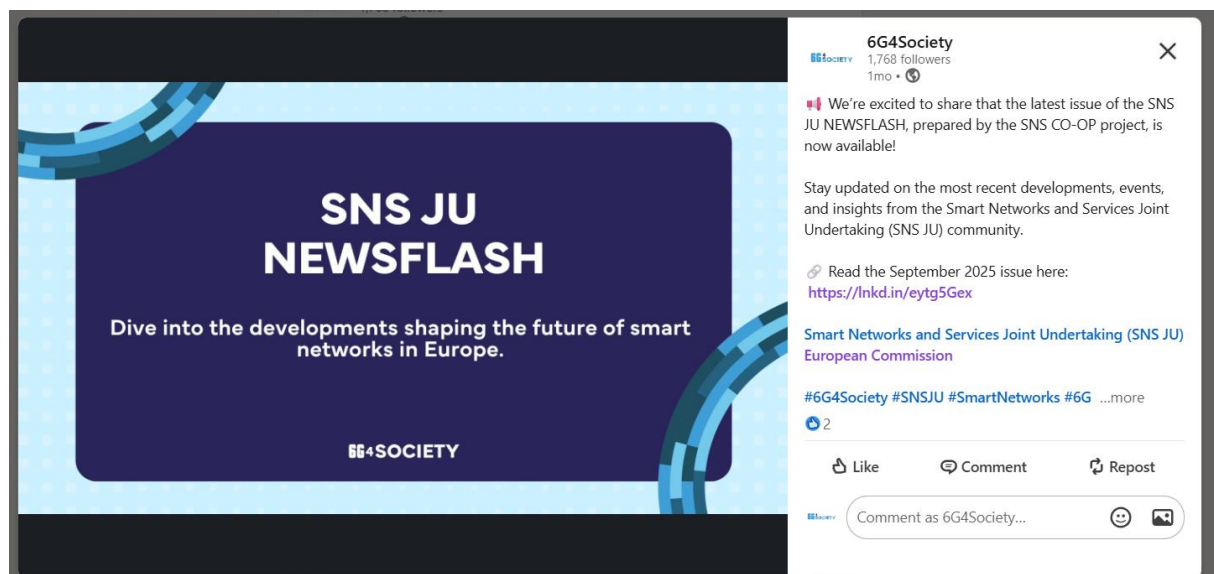 SNS JU
NEWSFLASH
Dive into the developments shaping the future of smart
networks in Europe.
6G4SOCIETY
6G4SOCIETY
6G4Society
1,768 followers
1mo •
We're excited to share that the latest issue of the SNS
JU NEWSFLASH, prepared by the SNS CO-OP project, is
now available!
Stay updated on the most recent developments, events,
and insights from the Smart Networks and Services Joint
Undertaking (SNS JU) community.
Read the September 2025 issue here:
https://lnkd.in/eytg5Gex
Smart Networks and Services Joint Undertaking (SNS JU)
European Commission
#6G4Society #SNSJU #SmartNetworks #6G ...more
2
Like Comment Repost
6G4SOCIETY
Comment as 6G4Society...